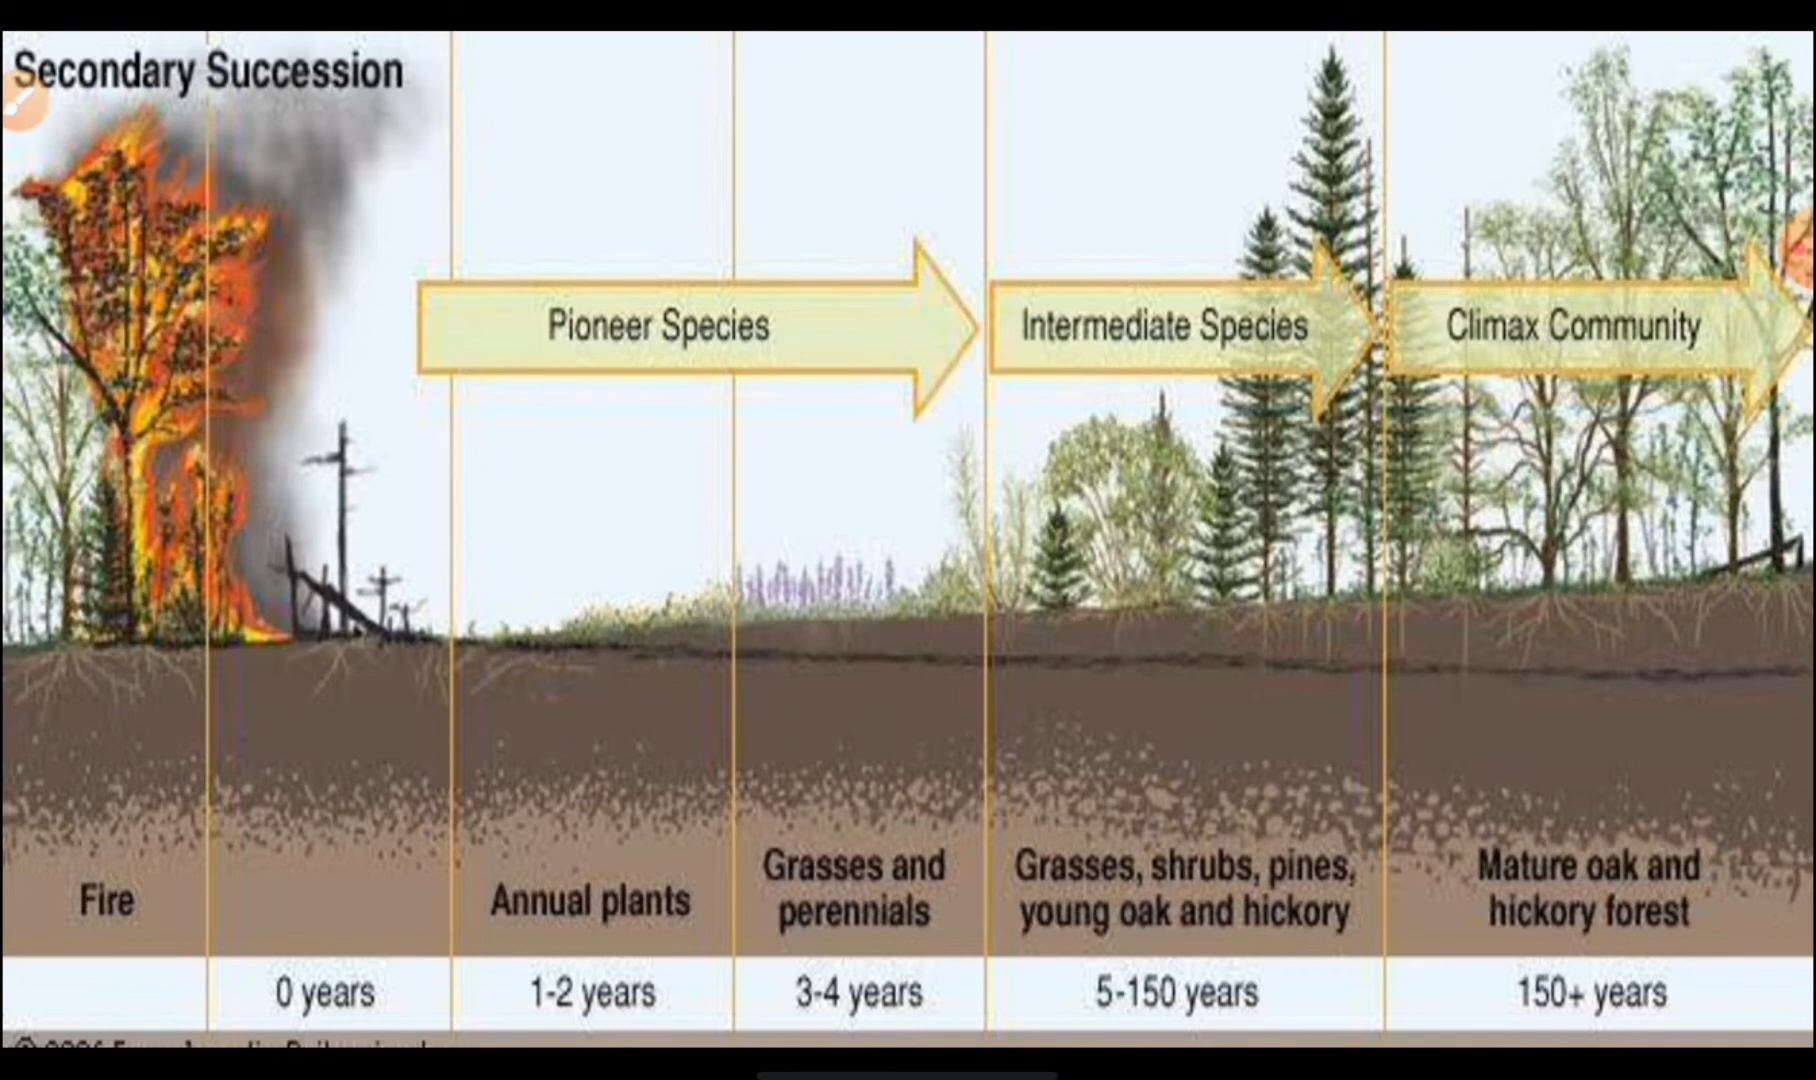 Secondary Succession
Pioneer Species
Intermediate Species
Climax Community
Fire
Annual plants
Grasses and
perennials
Grasses, shrubs, pines,
young oak and hickory
Mature oak and
hickory forest
0 years
1-2 years
3-4 years
5-150 years
150+ years